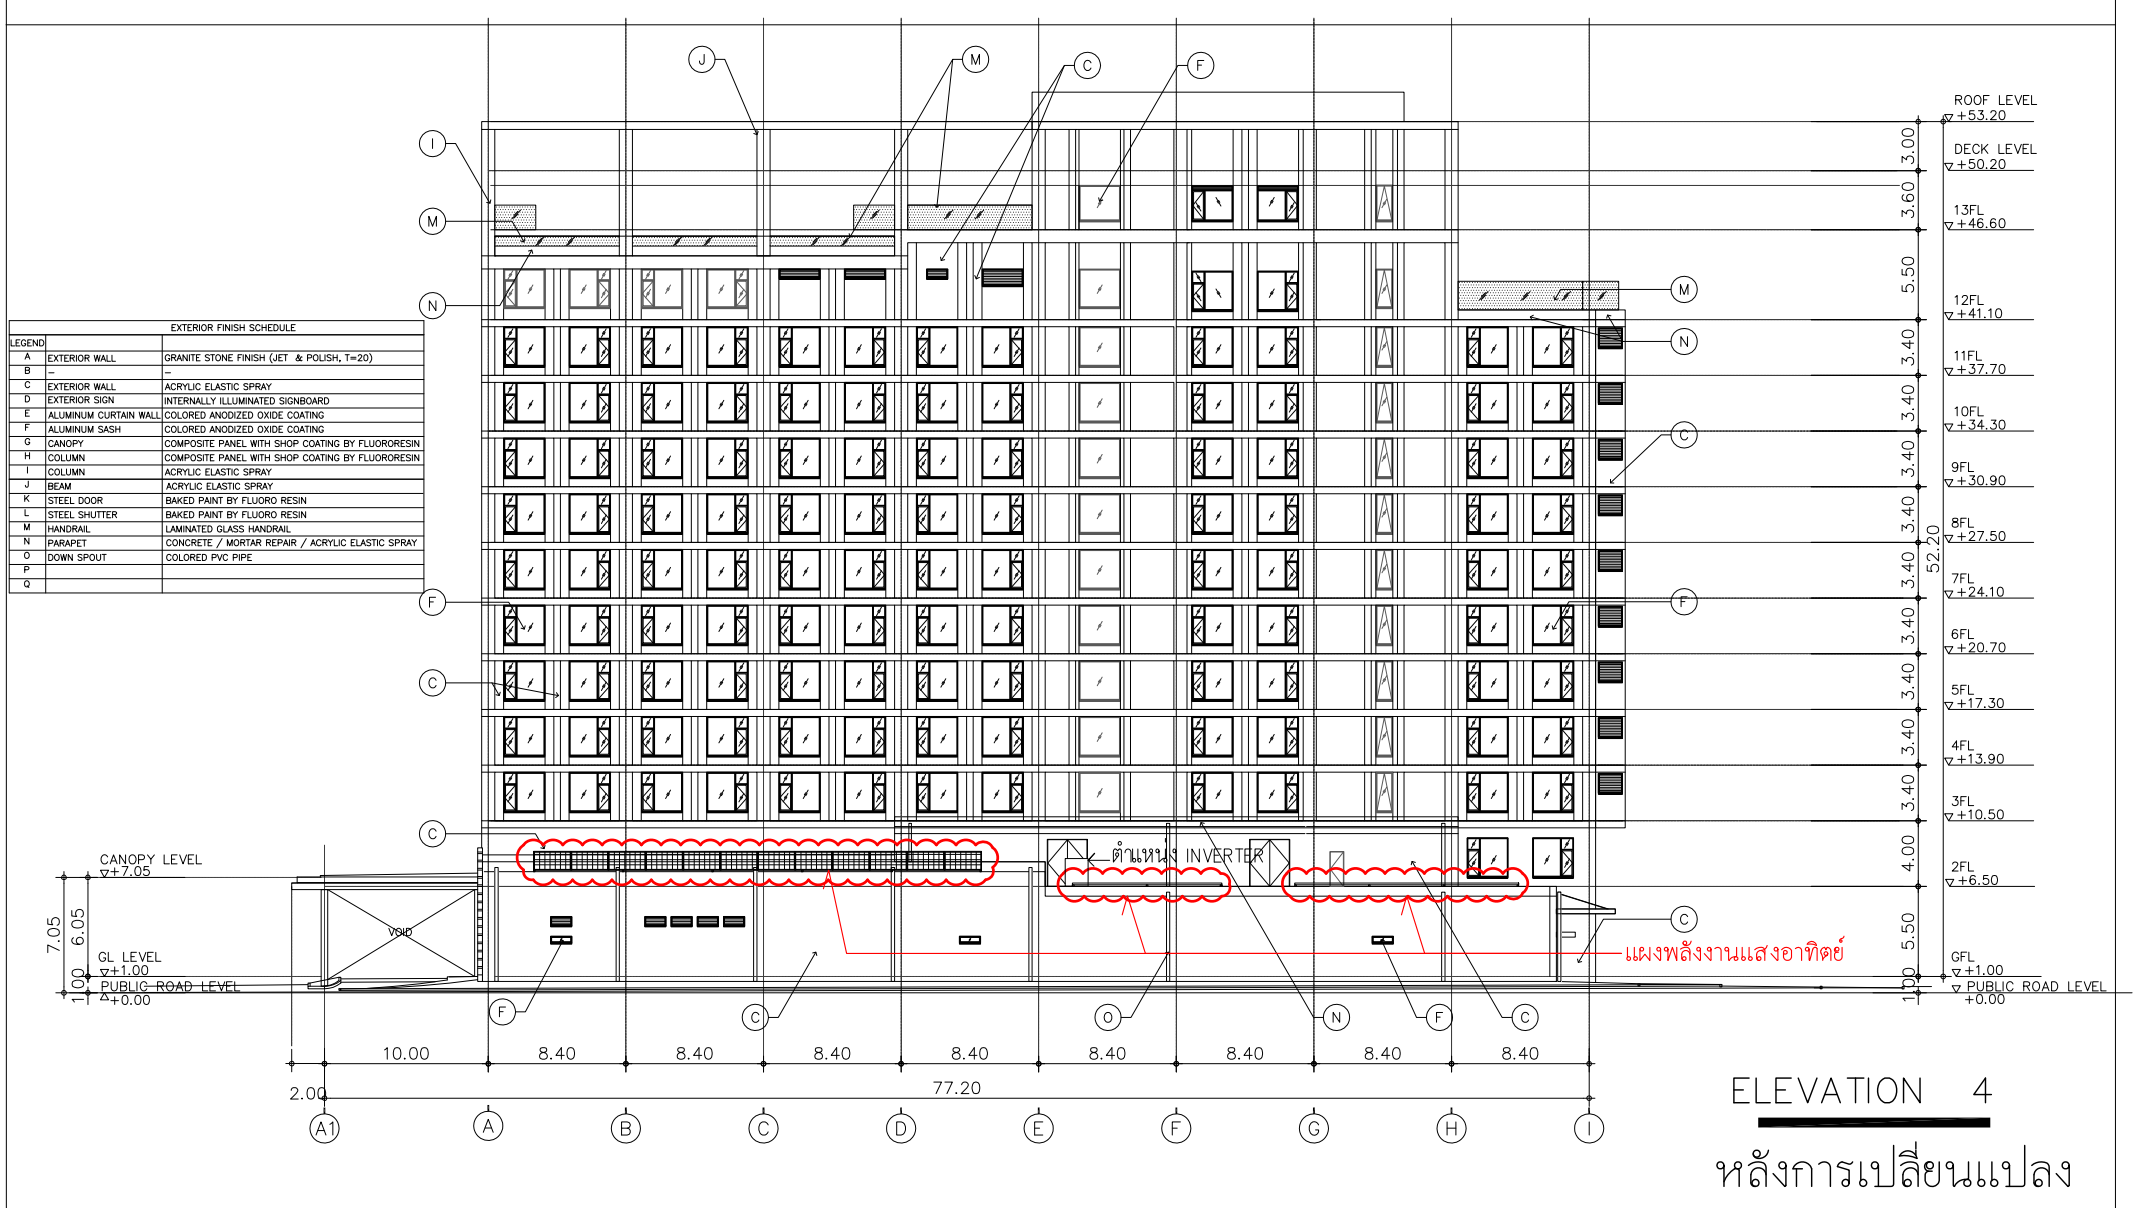 J
M
C
F
I
M
N
ROOF LEVEL
+53.20
3.00
DECK LEVEL
+50.20
3.60
13FL
+46.60
5.50
M
12FL
+41.10
N
3.40
11FL
+37.70
3.40
10FL
+34.30
C
3.40
9FL
+30.90
3.40
8FL
+27.50
52.20
3.40
7FL
+24.10
F
3.40
6FL
+20.70
3.40
5FL
+17.30
3.40
4FL
+13.90
3.40
3FL
+10.50
4.00
2FL
+6.50
5.50
GFL
+1.00
1.00
PUBLIC ROAD LEVEL
+0.00
EXTERIOR FINISH SCHEDULE
LEGEND
A EXTERIOR WALL GRANITE STONE FINISH (JET & POLISH, T=20)
B – –
C EXTERIOR WALL ACRYLIC ELASTIC SPRAY
D EXTERIOR SIGN INTERNALLY ILLUMINATED SIGNBOARD
E ALUMINUM CURTAIN WALL COLORED ANODIZED OXIDE COATING
F ALUMINUM SASH COLORED ANODIZED OXIDE COATING
G CANOPY COMPOSITE PANEL WITH SHOP COATING BY FLUORORESIN
H COLUMN COMPOSITE PANEL WITH SHOP COATING BY FLUORORESIN
I COLUMN ACRYLIC ELASTIC SPRAY
J BEAM ACRYLIC ELASTIC SPRAY
K STEEL DOOR BAKED PAINT BY FLUORO RESIN
L STEEL SHUTTER BAKED PAINT BY FLUORO RESIN
M HANDRAIL LAMINATED GLASS HANDRAIL
N PARAPET CONCRETE / MORTAR REPAIR / ACRYLIC ELASTIC SPRAY
O DOWN SPOUT COLORED PVC PIPE
P
Q
F
C
C
ตำแหน่ง INVERTER
CANOPY LEVEL
+7.05
7.05
6.05
1.00
VOID
GL LEVEL
+1.00
PUBLIC ROAD LEVEL
+0.00
C
แผงพลังงานแสงอาทิตย์
F
C
O
N
F
C
10.00 8.40 8.40 8.40 8.40 8.40 8.40 8.40 8.40
2.00 77.20
A1 A B C D E F G H I
ELEVATION 4
หลังการเปลี่ยนแปลง